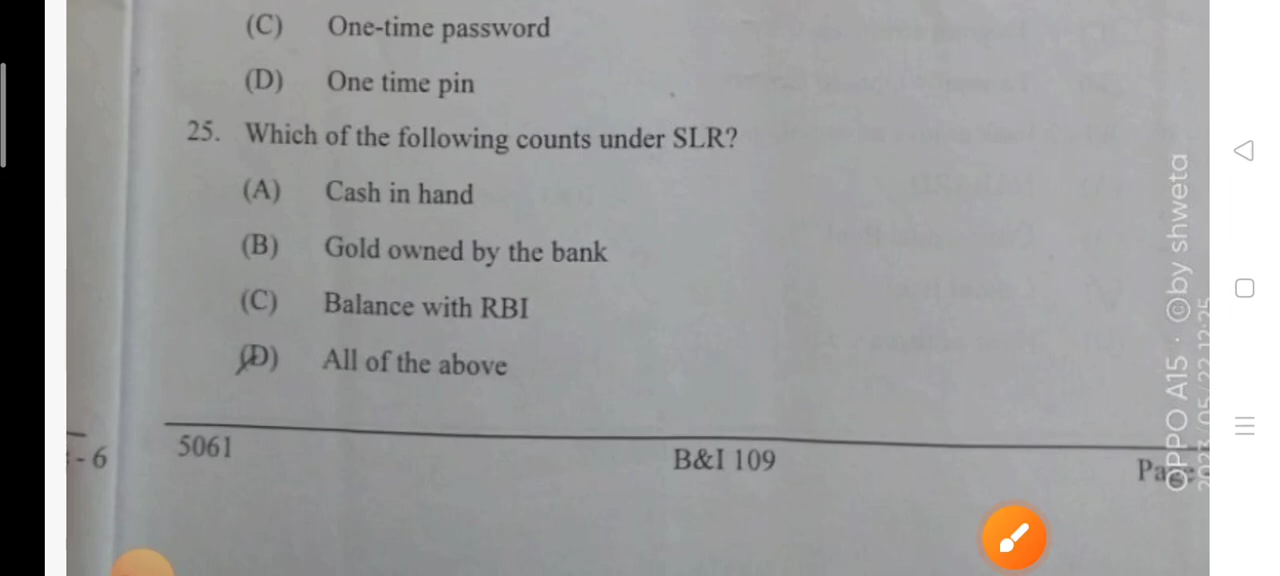 (C) One-time password
(D) One time pin
25. Which of the following counts under SLR?
(A) Cash in hand
(B) Gold owned by the bank
(C) Balance with RBI
(D) All of the above
5061 B&I 109
- 6
OPPO A15 · ©by shweta